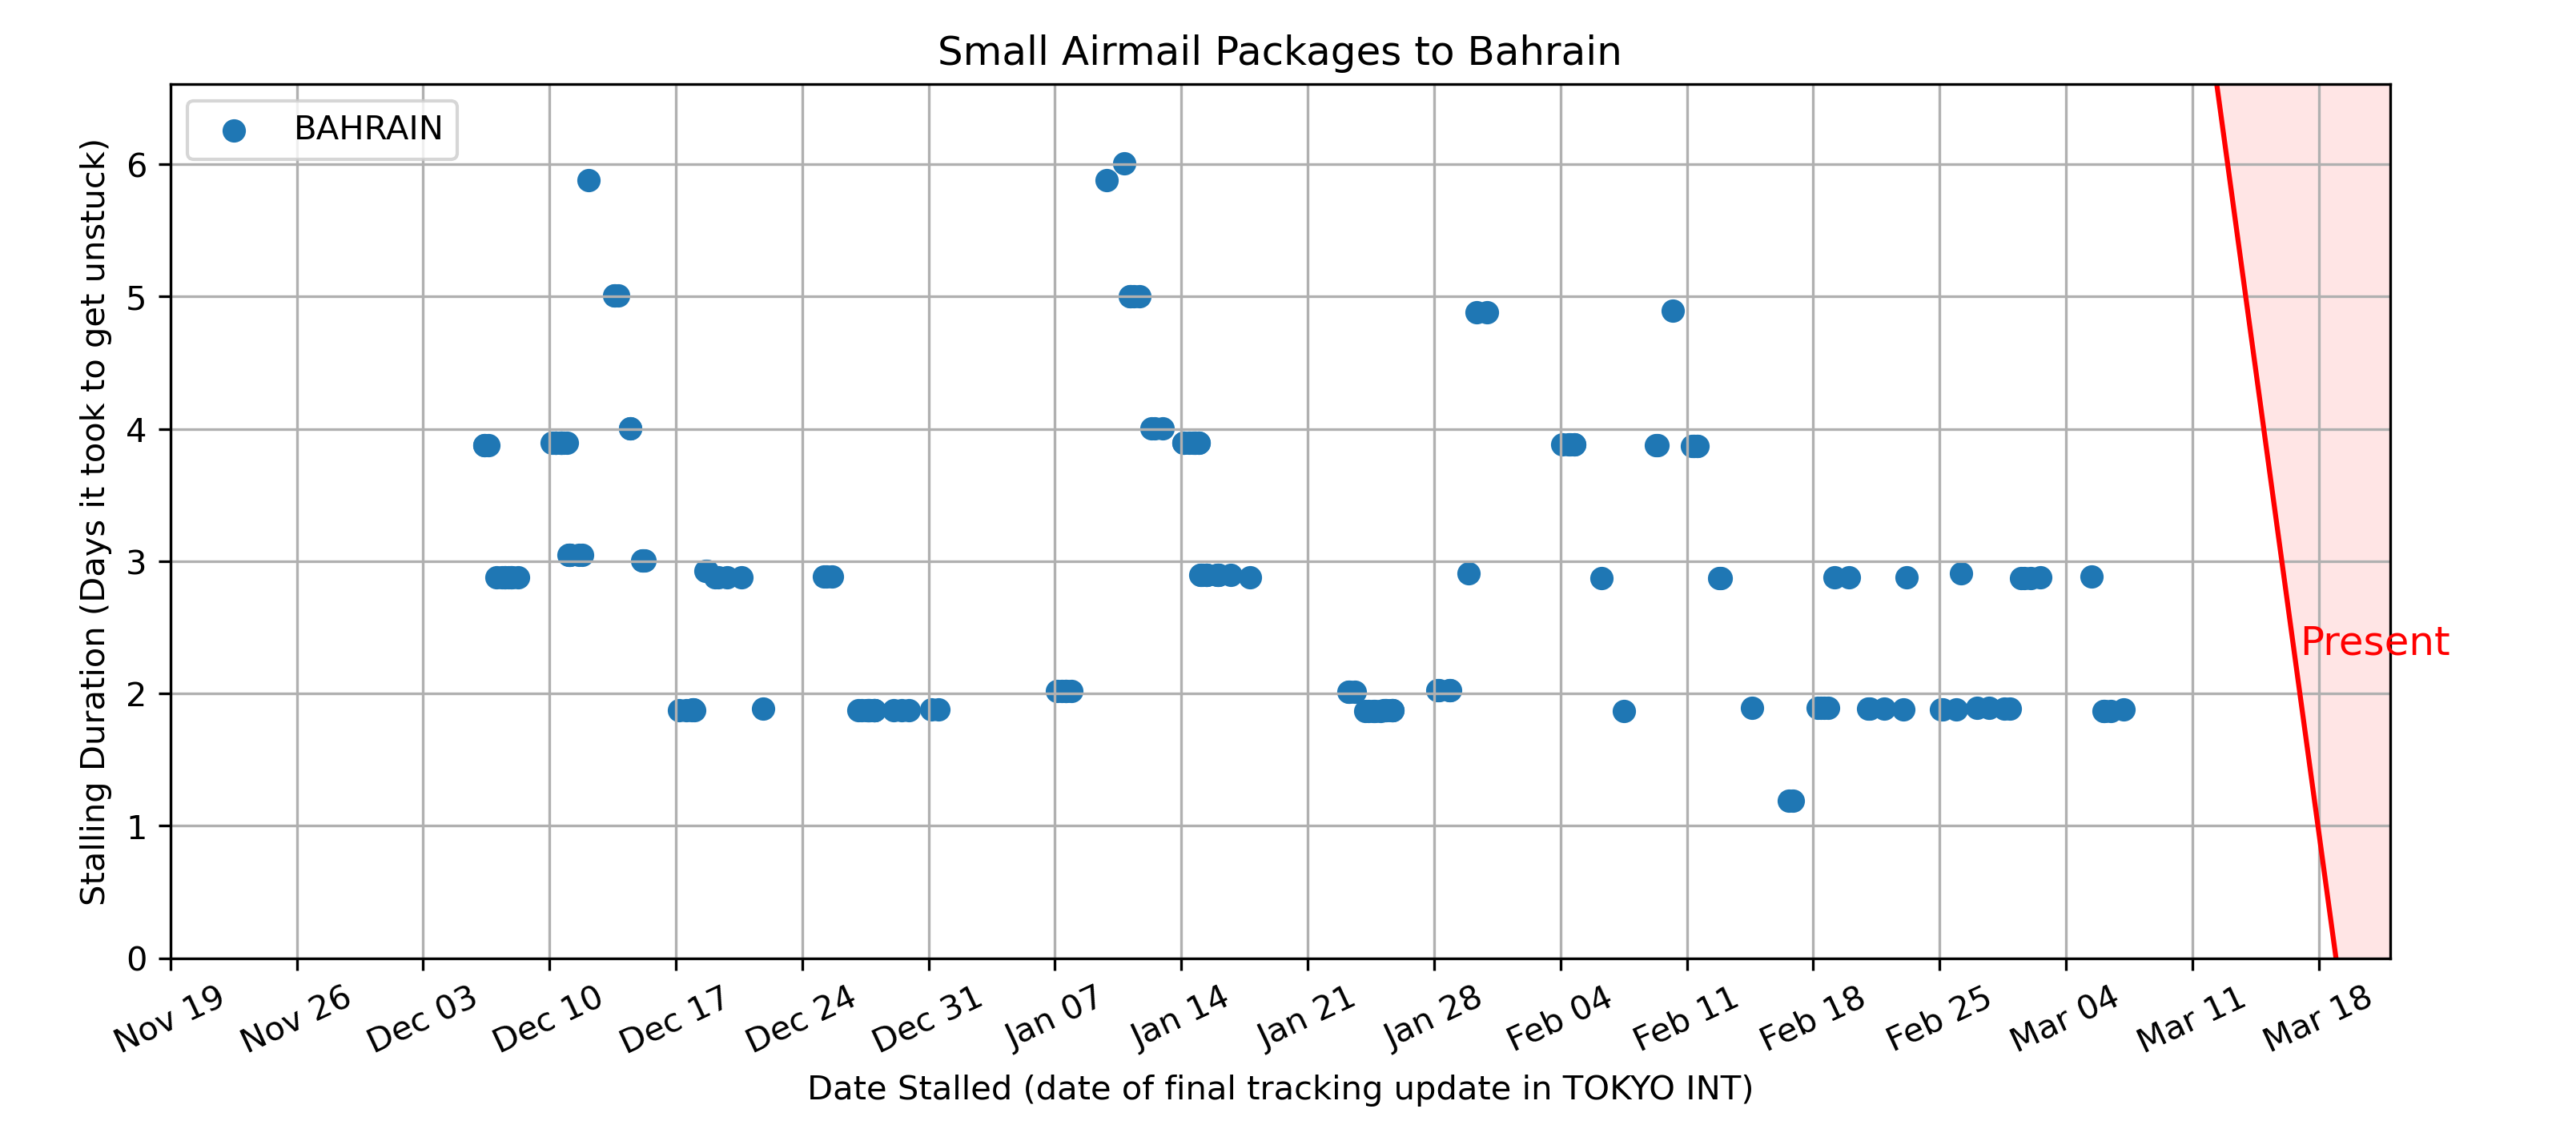 Small Airmail Packages to Bahrain
BAHRAIN
Stalling Duration (Days it took to get unstuck)
6
5
4
3
2
1
0
Present
Nov 19
Nov 26
Dec 03
Dec 10
Dec 17
Dec 24
Dec 31
Jan 07
Jan 14
Jan 21
Jan 28
Feb 04
Feb 11
Feb 18
Feb 25
Mar 04
Mar 11
Mar 18
Date Stalled (date of final tracking update in TOKYO INT)